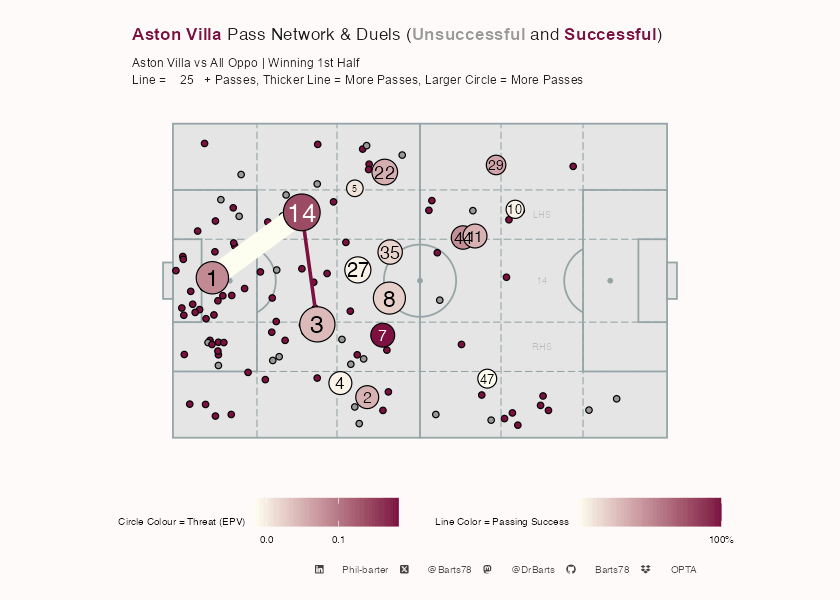 Aston Villa Pass Network & Duels (Unsuccessful and Successful)
Aston Villa vs All Oppo | Winning 1st Half
Line = 25 + Passes, Thicker Line = More Passes, Larger Circle = More Passes
29
22
5
10
LHS
14
44
11
35
27
1
14
8
3
7
RHS
47
4
2
Circle Colour = Threat (EPV)
0.0 0.1
Line Color = Passing Success
100%
Phil-barter @Barts78 @DrBarts Barts78 OPTA